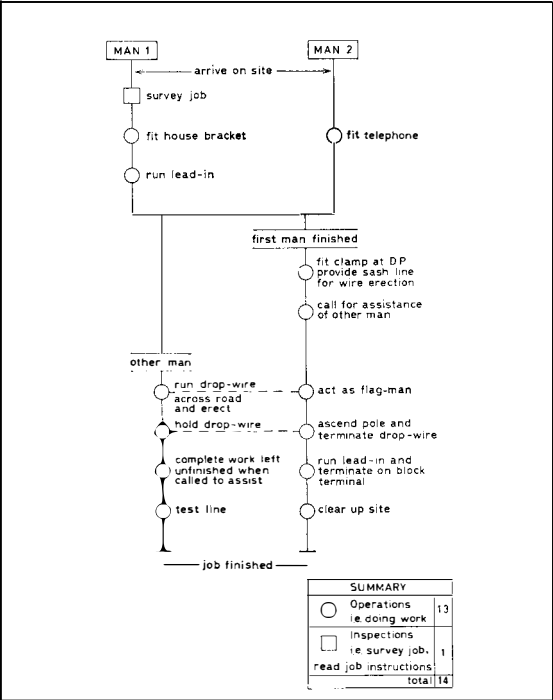 MAN 1
MAN 2
arrive on site
survey job
fit house bracket
fit telephone
run lead-in
first man finished
fit clamp at DP
provide sash line
for wire erection
call for assistance
of other man
other man
run drop-wire
across road
and erect
act as flag-man
hold drop-wire
ascend pole and
terminate drop-wire
complete work left
unfinished when
called to assist
run lead-in and
terminate on block
terminal
test line
clear up site
job finished
SUMMARY
Operations
i.e. doing work
13
Inspections
i.e. survey job,
read job instructions
1
total 14